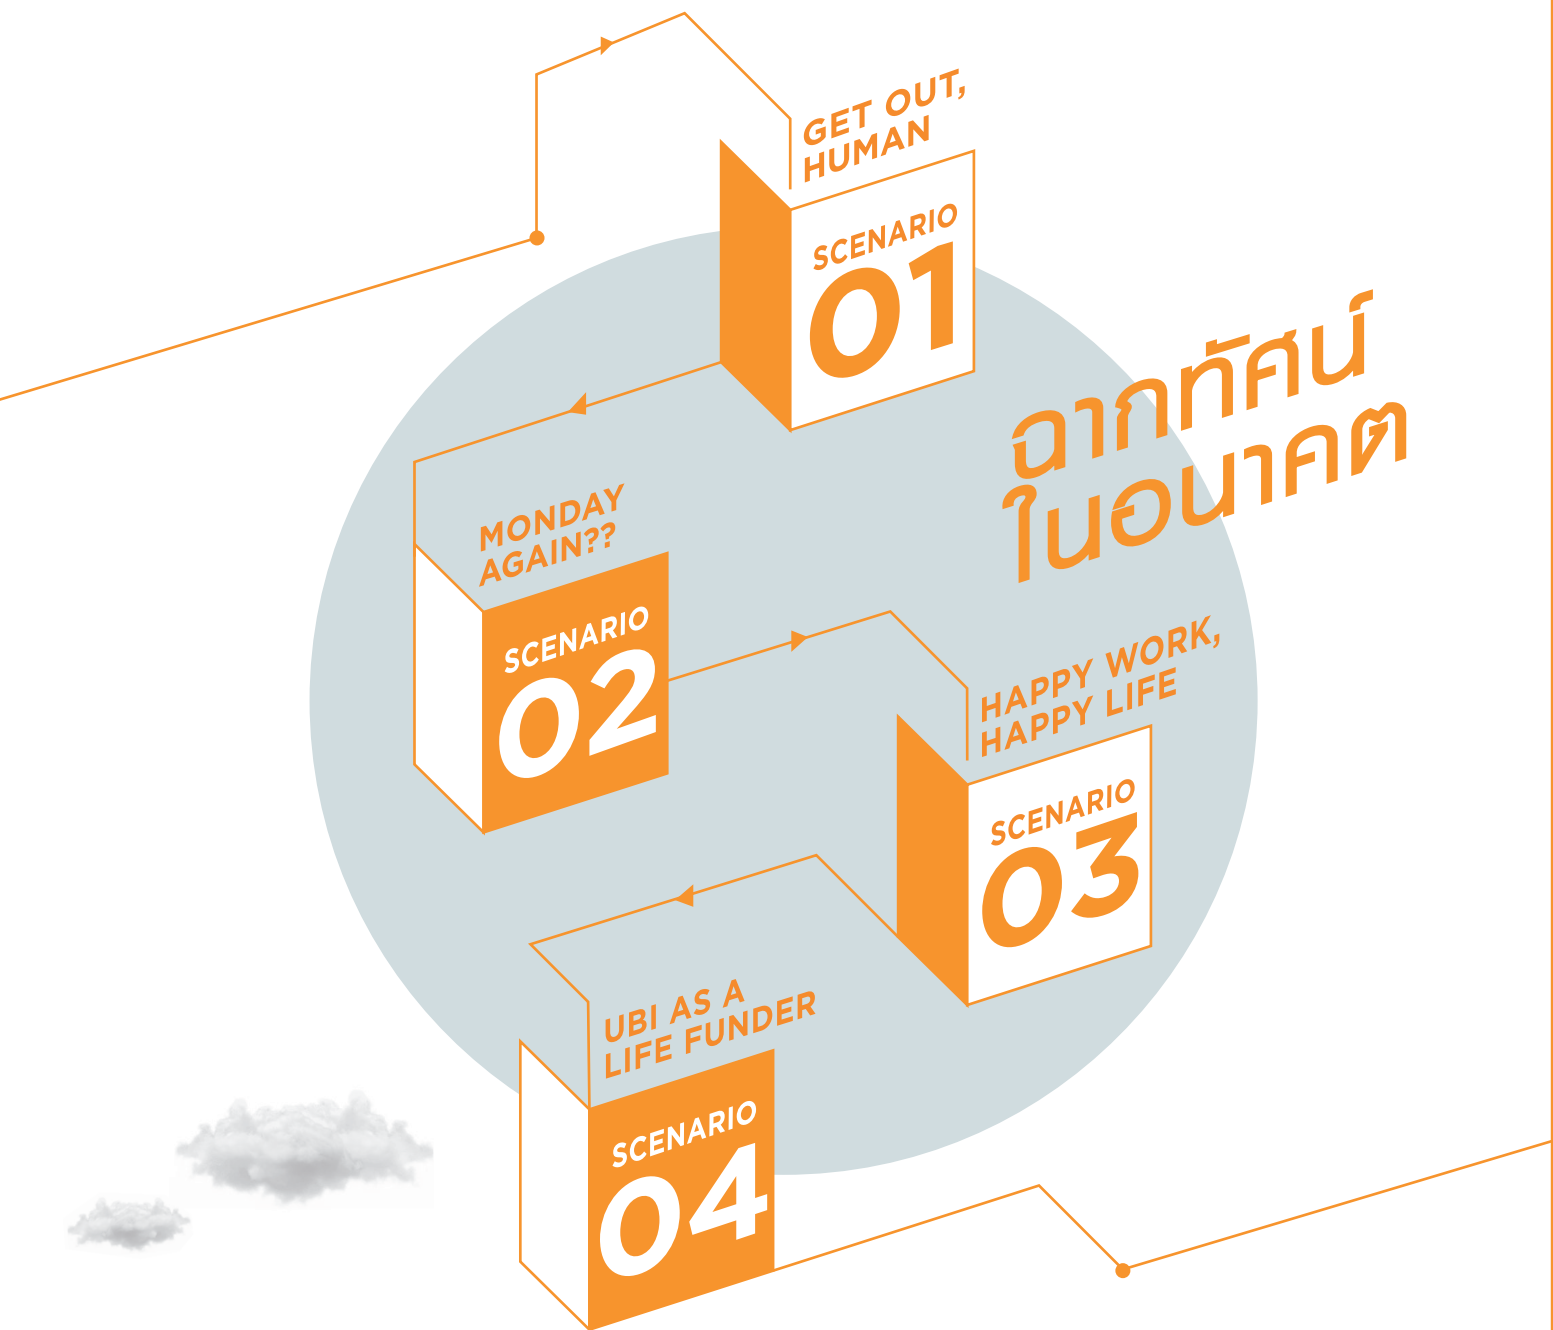 GET OUT,
HUMAN
SCENARIO
01
ฉากทัศน์
ในอนาคต
MONDAY
AGAIN??
SCENARIO
02
HAPPY WORK,
HAPPY LIFE
SCENARIO
03
UBI AS A
LIFE FUNDER
SCENARIO
04